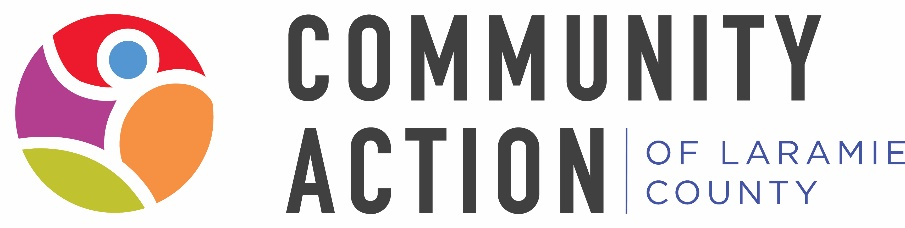 COMMUNITY
ACTION
OF LARAMIE
COUNTY